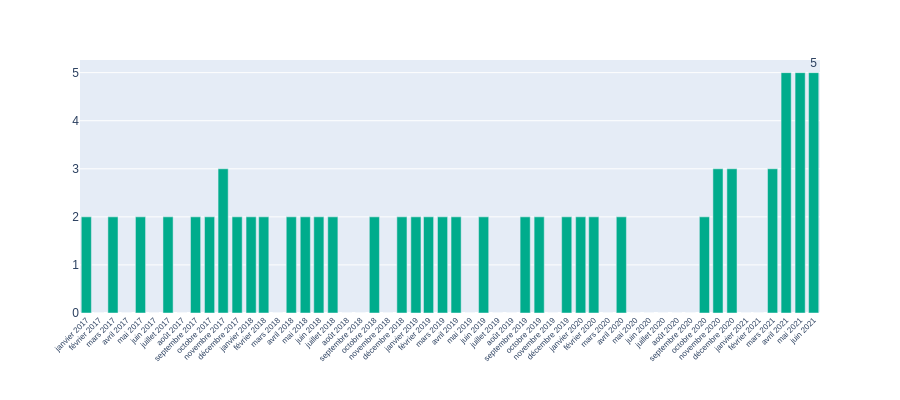 5
5
4
3
2
1
0
janvier 2017
février 2017
mars 2017
avril 2017
mai 2017
juin 2017
juillet 2017
août 2017
septembre 2017
octobre 2017
novembre 2017
décembre 2017
janvier 2018
février 2018
mars 2018
avril 2018
mai 2018
juin 2018
juillet 2018
août 2018
septembre 2018
octobre 2018
novembre 2018
décembre 2018
janvier 2019
février 2019
mars 2019
avril 2019
mai 2019
juin 2019
juillet 2019
août 2019
septembre 2019
octobre 2019
novembre 2019
décembre 2019
janvier 2020
février 2020
mars 2020
avril 2020
mai 2020
juin 2020
juillet 2020
août 2020
septembre 2020
octobre 2020
novembre 2020
décembre 2020
janvier 2021
février 2021
mars 2021
avril 2021
mai 2021
juin 2021